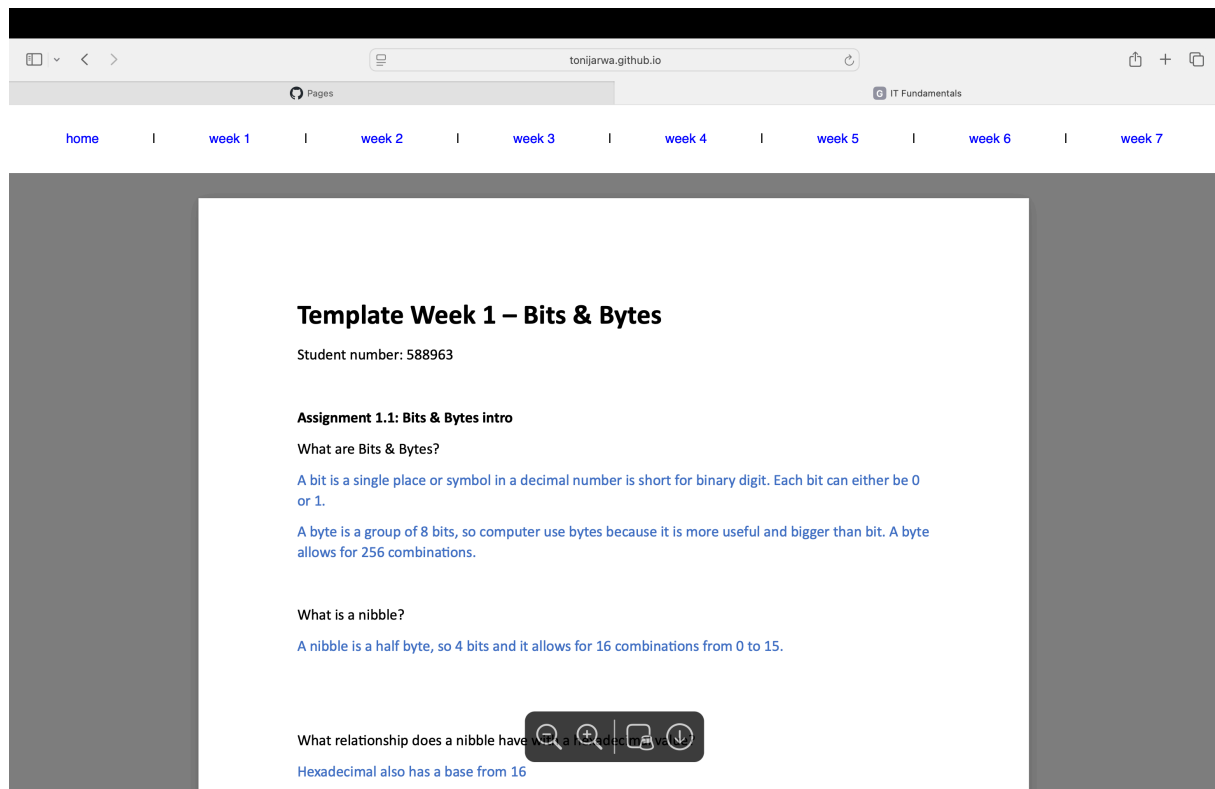 tonijarwa.github.io
Pages
G IT Fundamentals
home | week 1 | week 2 | week 3 | week 4 | week 5 | week 6 | week 7
Template Week 1 – Bits & Bytes
Student number: 588963
Assignment 1.1: Bits & Bytes intro
What are Bits & Bytes?
A bit is a single place or symbol in a decimal number is short for binary digit. Each bit can either be 0
or 1.
A byte is a group of 8 bits, so computer use bytes because it is more useful and bigger than bit. A byte
allows for 256 combinations.
What is a nibble?
A nibble is a half byte, so 4 bits and it allows for 16 combinations from 0 to 15.
What relationship does a nibble have with a hexadecimal value?
Hexadecimal also has a base from 16